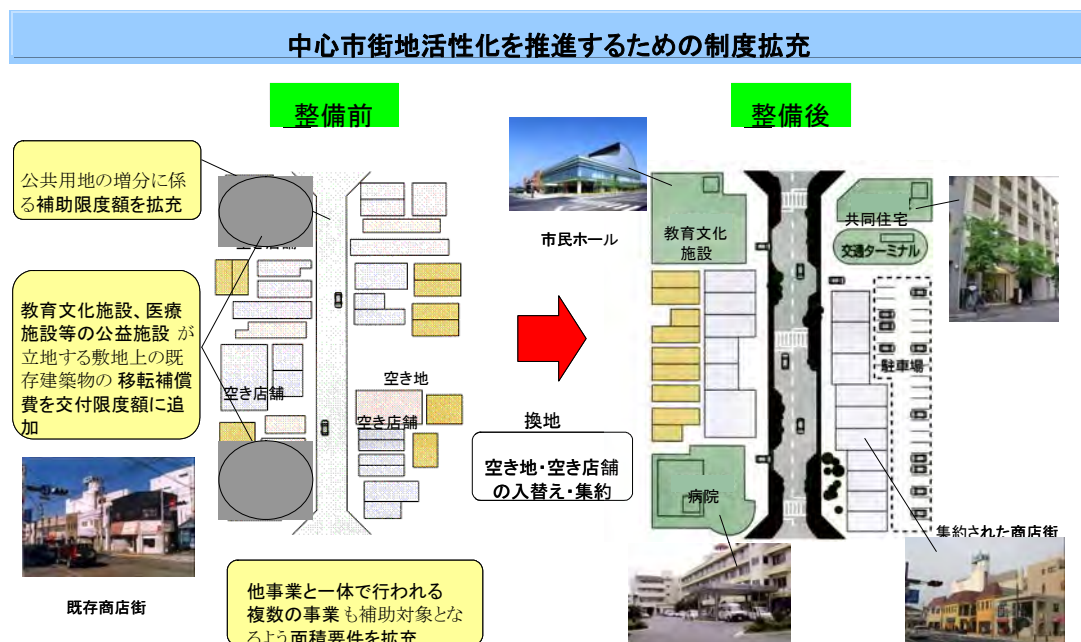 中心市街地活性化を推進するための制度拡充
整備前
整備後
公共用地の増分に係
る補助限度額を拡充
教育文化施設、医療
施設等の公益施設 が
立地する敷地上の既
存建築物の 移転補償
費を交付限度額に追
加
空き店舗
空き店舗
空き地
空き店舗
既存商店街
他事業と一体で行われる
複数の事業 も補助対象とな
るよう面積要件を拡充
換地
空き地・空き店舗
の入替え・集約
市民ホール
教育文化
施設
共同住宅
交通ターミナル
駐車場
病院
集約された商店街